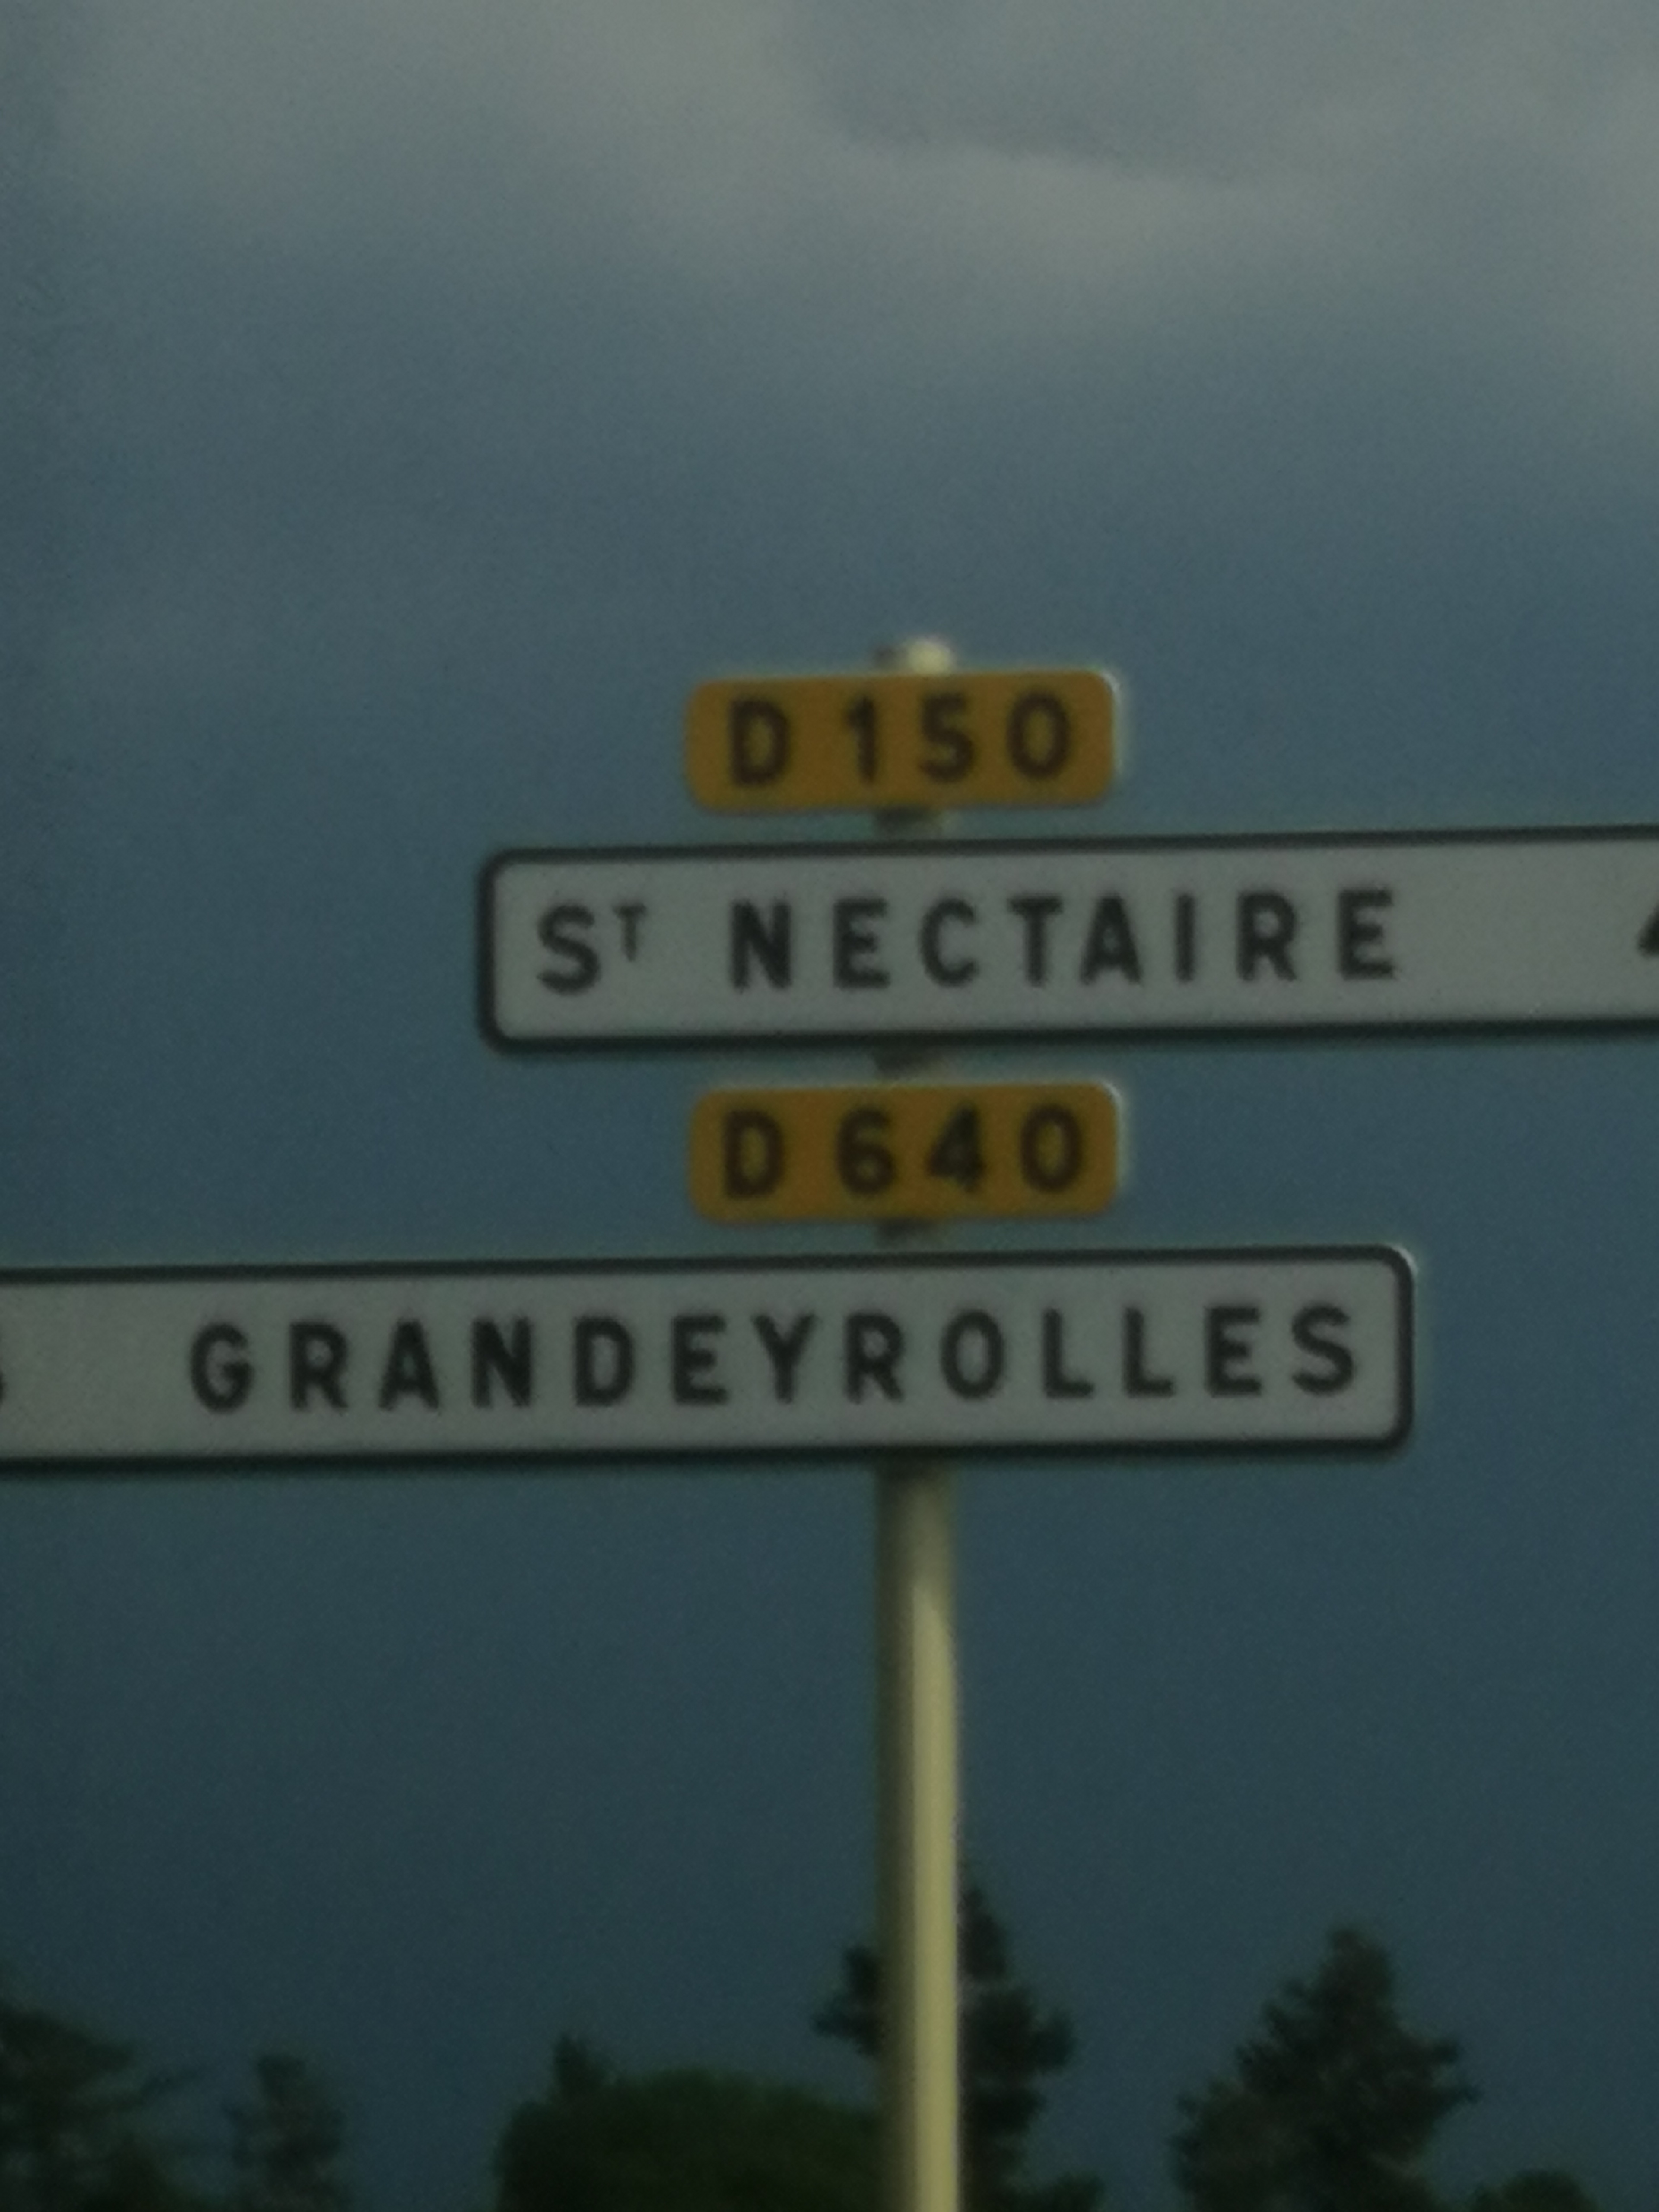 D 150
ST NECTAIRE
D 640
GRANDEYROLLES